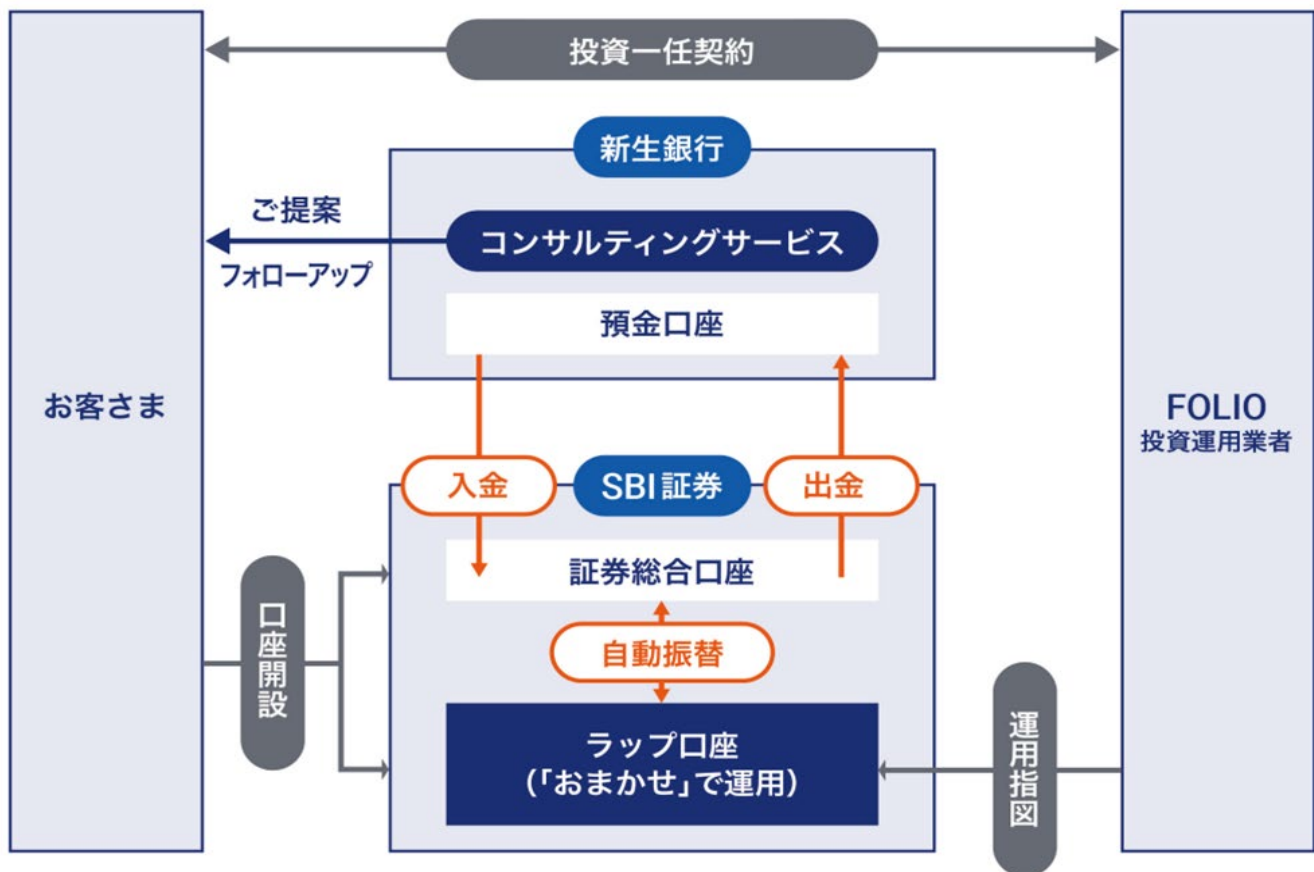 投資一任契約
新生銀行
ご提案
コンサルティングサービス
フォローアップ
預金口座
お客さま
FOLIO
投資運用業者
入金
SBI証券
出金
証券総合口座
口座開設
自動振替
ラップ口座
(「おまかせ」で運用)
運用指図